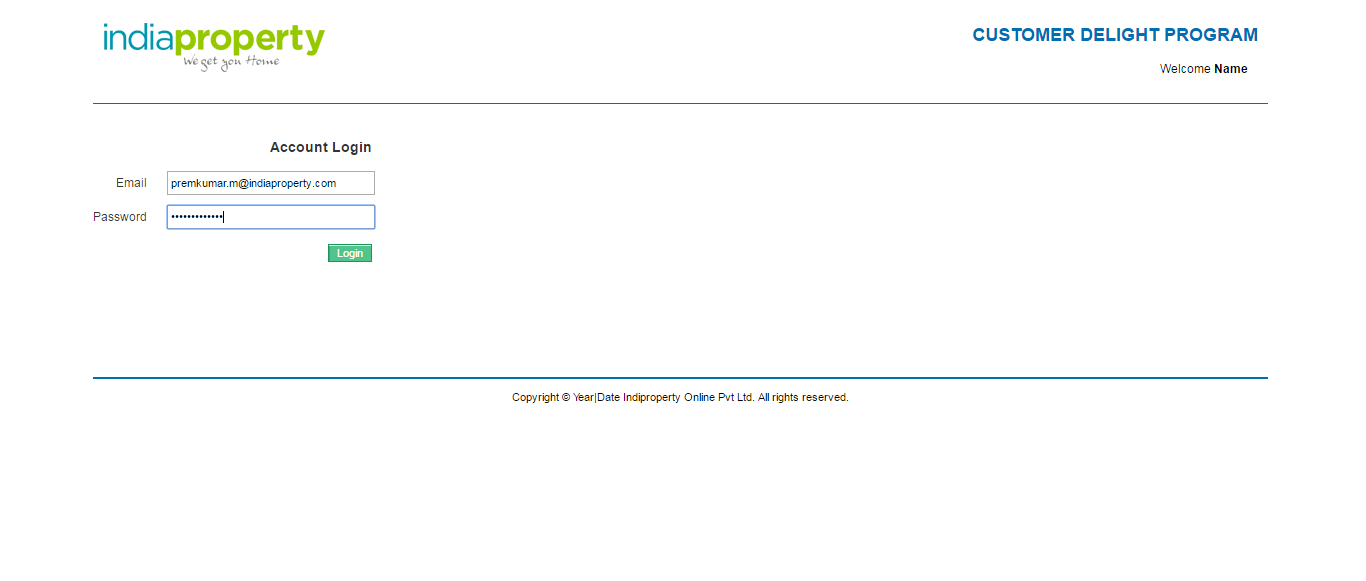 indiaproperty
We get you Home
CUSTOMER DELIGHT PROGRAM
Welcome Name
Account Login
Email premkumar.m@indiaproperty.com
Password •••••••••••••
Login
Copyright © Year|Date Indiproperty Online Pvt Ltd. All rights reserved.